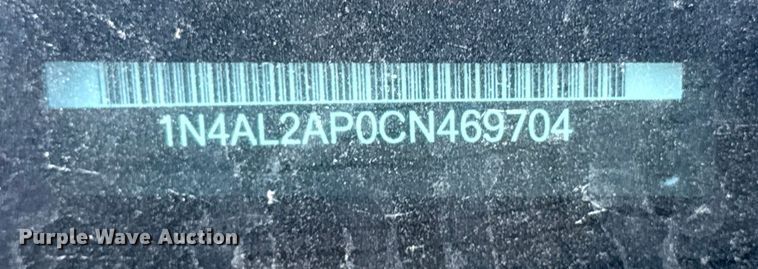 1N4AL2AP0CN469704
Purple Wave Auction